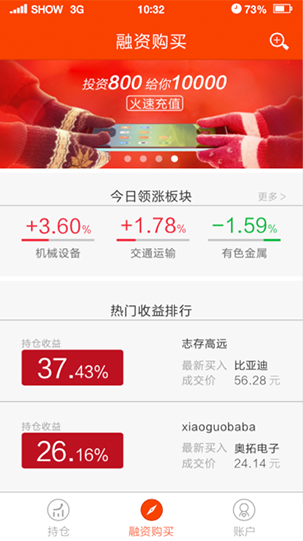 SHOW 3G 10:32 73%
融资购买
投资800 给你10000
火速充值
今日领涨板块
更多 >
+3.60% +1.78% -1.59%
机械设备 交通运输 有色金属
热门收益排行
持仓收益 志存高远
37.43% 最新买入 比亚迪
成交价 56.28 元
持仓收益 xiaoguobaba
26.16% 最新买入 奥拓电子
成交价 24.14 元
持仓 融资购买 账户